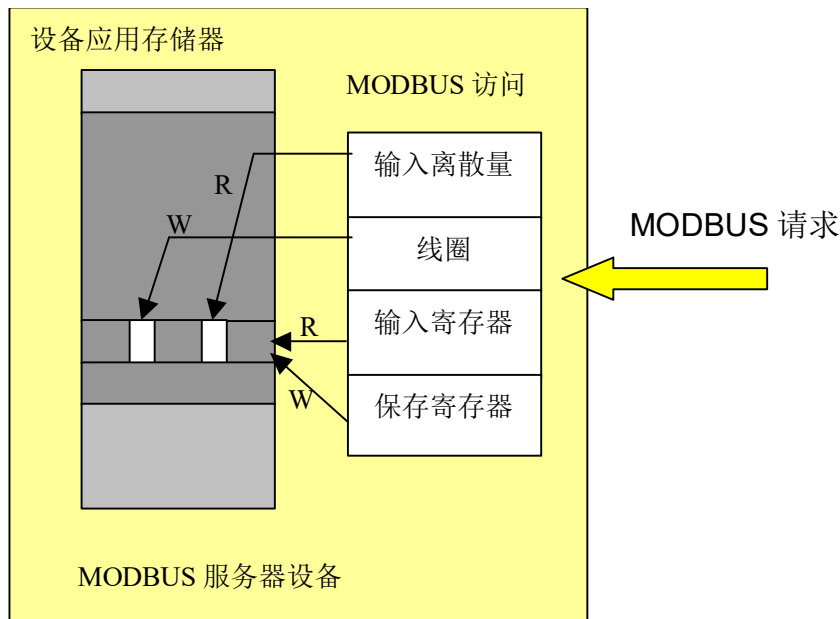 设备应用存储器
MODBUS 访问
输入离散量
R
MODBUS 请求
W
线圈
输入寄存器
R
保存寄存器
W
MODBUS 服务器设备